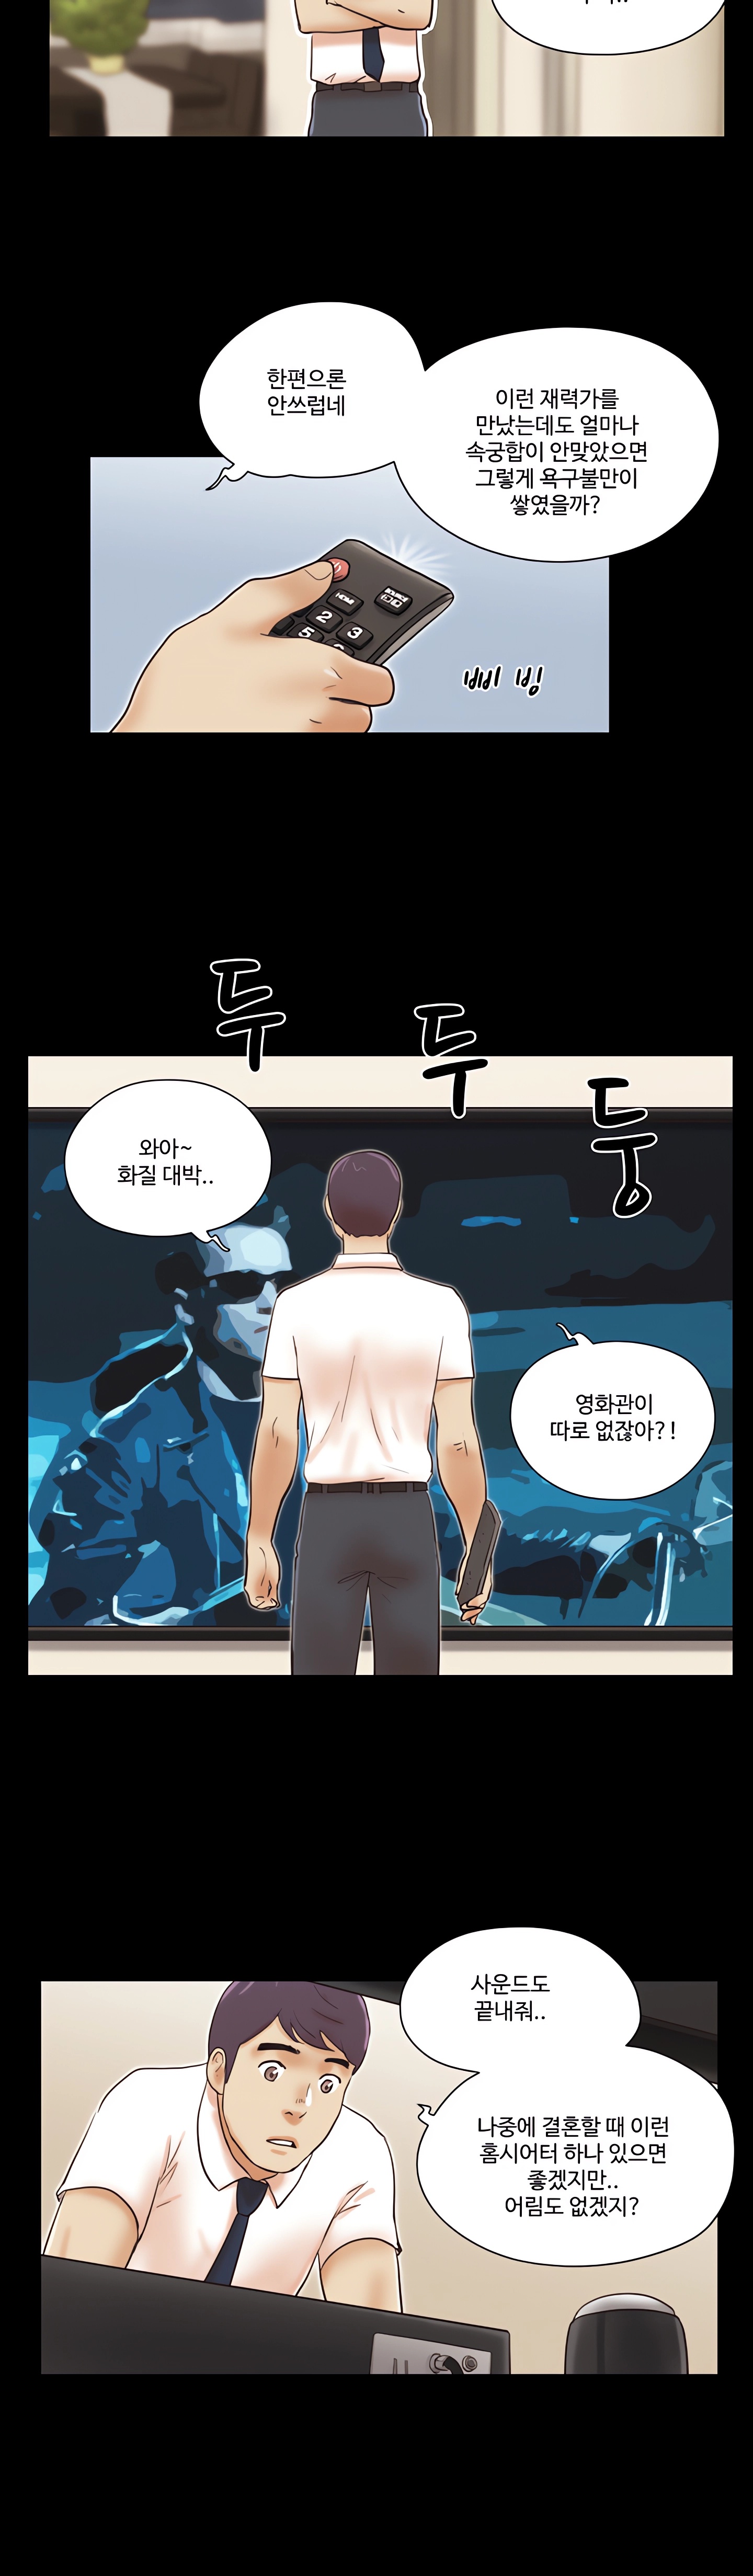 한편으론
안쓰럽네
이런 재력가를
만났는데도 얼마나
속궁합이 안맞았으면
그렇게 욕구불만이
쌓였을까?
SOURCE
HOME
2
3
5
삐 빙
두
두
둥
와아~
화질 대박..
영화관이
따로 없잖아?!
사운드도
끝내줘..
나중에 결혼할 때 이런
홈시어터 하나 있으면
좋겠지만..
어림도 없겠지?